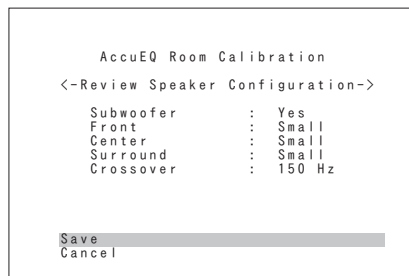 AccuEQ Room Calibration
<-Review Speaker Configuration->
Subwoofer : Yes
Front : Small
Center : Small
Surround : Small
Crossover : 150 Hz
Save
Cancel